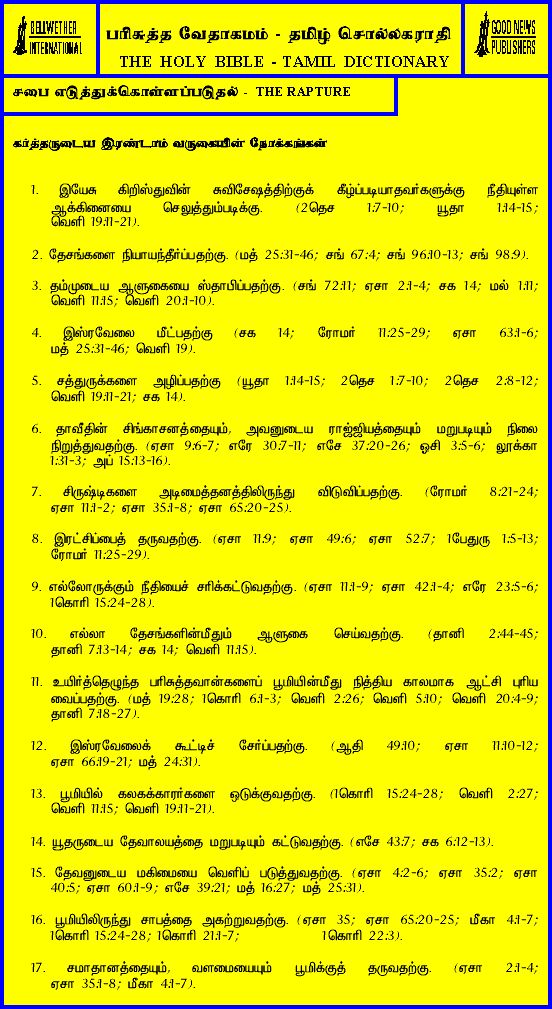 BELLWETHER
INTERNATIONAL
பரிசுத்த வேதாகமம் - தமிழ் சொல்லகராதி
THE HOLY BIBLE - TAMIL DICTIONARY
GOOD NEWS
PUBLISHERS
சபை எடுத்துக்கொள்ளப்படுதல் - THE RAPTURE
கர்த்தருடைய இரண்டாம் வருகையின் நோக்கங்கள்
1. இயேசு கிறிஸ்துவின் சுவிசேஷத்திற்குக் கீழ்ப்படியாதவர்களுக்கு நீதியுள்ள
ஆக்கினையை செலுத்தும்படிக்கு. (2தெச 1:7-10; யூதா 1:14-15;
வெளி 19:11-21).
2. தேசங்களை நியாயந்தீர்ப்பதற்கு. (மத் 25:31-46; சங் 67:4; சங் 96:10-13; சங் 98:9).
3. தம்முடைய ஆளுகையை ஸ்தாபிப்பதற்கு. (சங் 72:11; ஏசா 2:1-4; சக 14; மல் 1:11;
வெளி 11:15; வெளி 20:1-10).
4. இஸ்ரவேலை மீட்பதற்கு (சக 14; ரோமர் 11:25-29; ஏசா 63:1-6;
மத் 25:31-46; வெளி 19).
5. சத்துருக்களை அழிப்பதற்கு (யூதா 1:14-15; 2தெச 1:7-10; 2தெச 2:8-12;
வெளி 19:11-21; சக 14).
6. தாவீதின் சிங்காசனத்தையும், அவனுடைய ராஜ்ஜியத்தையும் மறுபடியும் நிலை
நிறுத்துவதற்கு. (ஏசா 9:6-7; எரே 30:7-11; எசே 37:20-26; ஓசி 3:5-6; லூக்கா
1:31-3; அப் 15:13-16).
7. சிருஷ்டிகளை அடிமைத்தனத்திலிருந்து விடுவிப்பதற்கு. (ரோமர் 8:21-24;
ஏசா 11:1-2; ஏசா 35:1-8; ஏசா 65:20-25).
8. இரட்சிப்பைத் தருவதற்கு. (ஏசா 11:9; ஏசா 49:6; ஏசா 52:7; 1பேதுரு 1:5-13;
ரோமர் 11:25-29).
9. எல்லோருக்கும் நீதியைச் சரிக்கட்டுவதற்கு. (ஏசா 11:1-9; ஏசா 42:1-4; எரே 23:5-6;
1கொரி 15:24-28).
10. எல்லா தேசங்களின்மீதும் ஆளுகை செய்வதற்கு. (தானி 2:44-45;
தானி 7:13-14; சக 14; வெளி 11:15).
11. உயிர்த்தெழுந்த பரிசுத்தவான்களைப் பூமியின்மீது நித்திய காலமாக ஆட்சி புரிய
வைப்பதற்கு. (மத் 19:28; 1கொரி 6:1-3; வெளி 2:26; வெளி 5:10; வெளி 20:4-9;
தானி 7:18-27).
12. இஸ்ரவேலைக் கூட்டிச் சேர்ப்பதற்கு. (ஆதி 49:10; ஏசா 11:10-12;
ஏசா 66:19-21; மத் 24:31).
13. பூமியில் கலகக்காரர்களை ஒடுக்குவதற்கு. (1கொரி 15:24-28; வெளி 2:27;
வெளி 11:15; வெளி 19:11-21).
14. யூதருடைய தேவாலயத்தை மறுபடியும் கட்டுவதற்கு. (எசே 43:7; சக 6:12-13).
15. தேவனுடைய மகிமையை வெளிப் படுத்துவதற்கு. (ஏசா 4:2-6; ஏசா 35:2; ஏசா
40:5; ஏசா 60:1-9; எசே 39:21; மத் 16:27; மத் 25:31).
16. பூமியிலிருந்து சாபத்தை அகற்றுவதற்கு. (ஏசா 35; ஏசா 65:20-25; மீகா 4:1-7;
1கொரி 15:24-28; 1கொரி 21:1-7; 1கொரி 22:3).
17. சமாதானத்தையும், வளமையையும் பூமிக்குத் தருவதற்கு. (ஏசா 2:1-4;
ஏசா 35:1-8; மீகா 4:1-7).